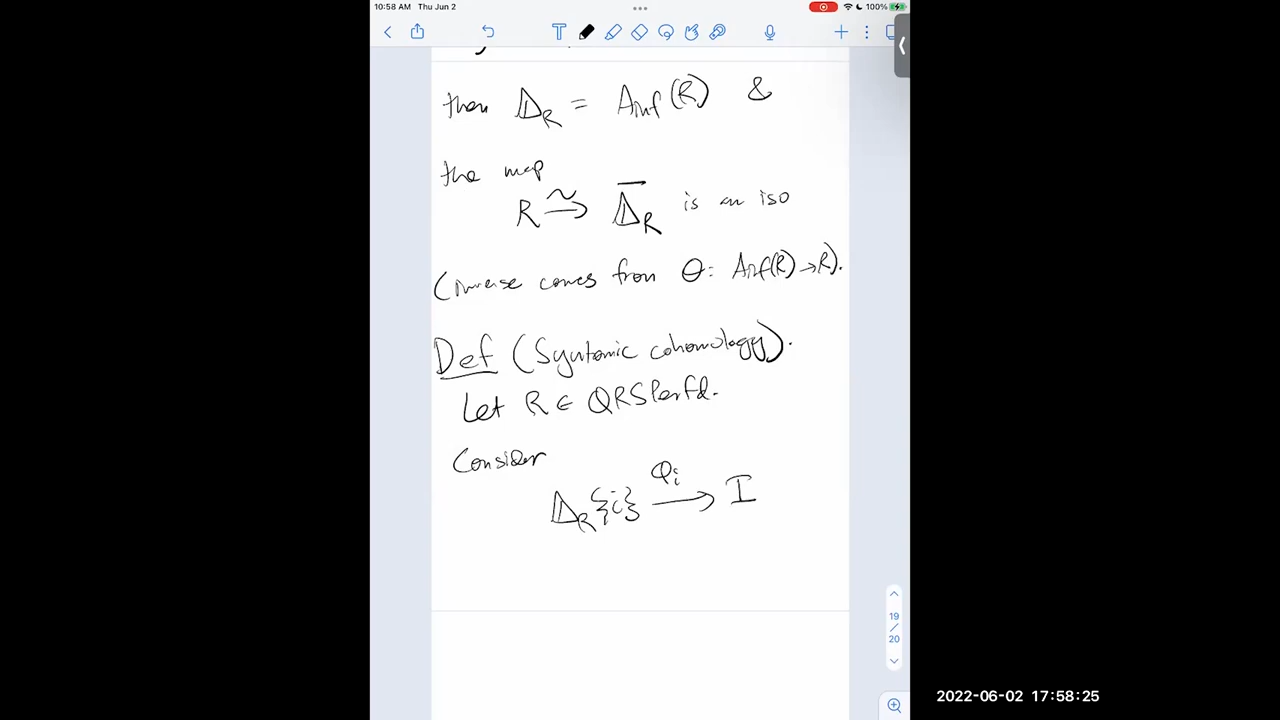 10:58 AM Thu Jun 2
100%
then Δ_R = Ainf(R) &
the map
R ⥲ \overline{Δ}_R is an iso
(inverse comes from θ: Ainf(R)→R).
Def (Syntomic cohomology).
Let R ∈ QRSPerfd.
Consider
Δ_R{i} →^{φ_i} I
19
/
20
2022-06-02 17:58:25